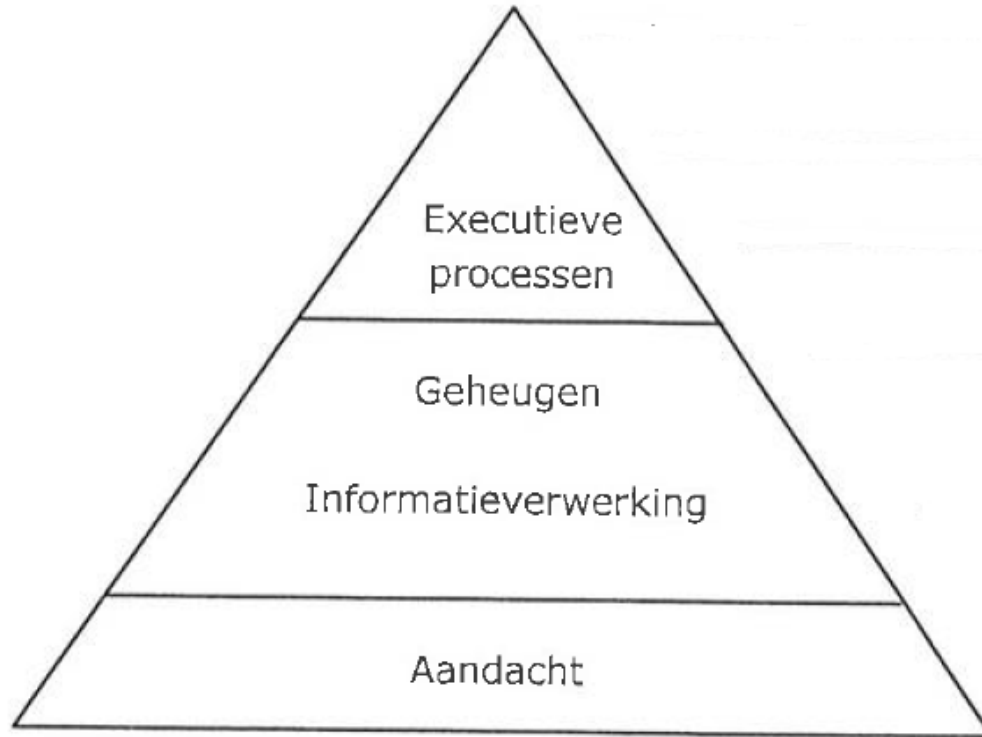 Executieve
processen
Geheugen
Informatieverwerking
Aandacht